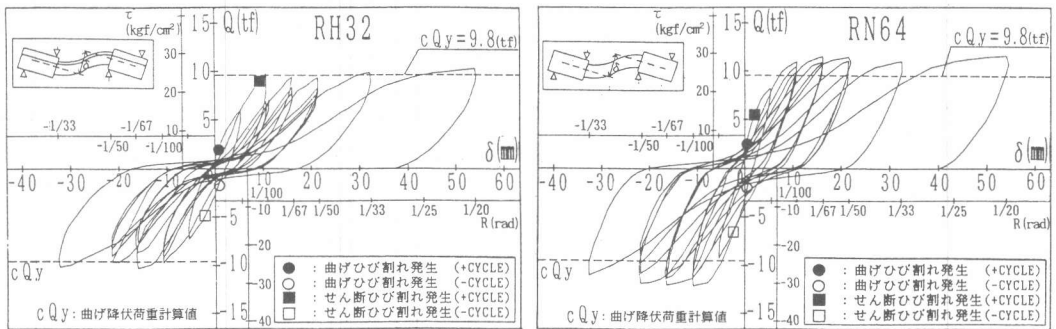 τ
(kgf/cm²)
Q(tf)
RH32
cQy=9.8(tf)
30
20
10
15
10
5
-1/33
-1/50
-1/67
-1/100
δ(mm)
-40 -30 -20 -10 0 10 20 30 40 50 60
1/100
1/67 1/50 1/33 1/25 1/20
R(rad)
-5
-10
-15
-10
-20
-30
-40
cQy
● : 曲げひび割れ発生 (+CYCLE)
○ : 曲げひび割れ発生 (-CYCLE)
■ : せん断ひび割れ発生(+CYCLE)
□ : せん断ひび割れ発生(-CYCLE)
cQy:曲げ降伏荷重計算値
τ
(kgf/cm²)
Q(tf)
RN64
cQy=9.8(tf)
30
20
10
15
10
5
-1/33
-1/50
-1/67
-1/100
δ(mm)
-40 -30 -20 -10 0 10 20 30 40 50 60
1/100
1/67 1/50 1/33 1/25 1/20
R(rad)
-5
-10
-15
-10
-20
-30
-40
cQy
● : 曲げひび割れ発生 (+CYCLE)
○ : 曲げひび割れ発生 (-CYCLE)
■ : せん断ひび割れ発生(+CYCLE)
□ : せん断ひび割れ発生(-CYCLE)
cQy:曲げ降伏荷重計算値